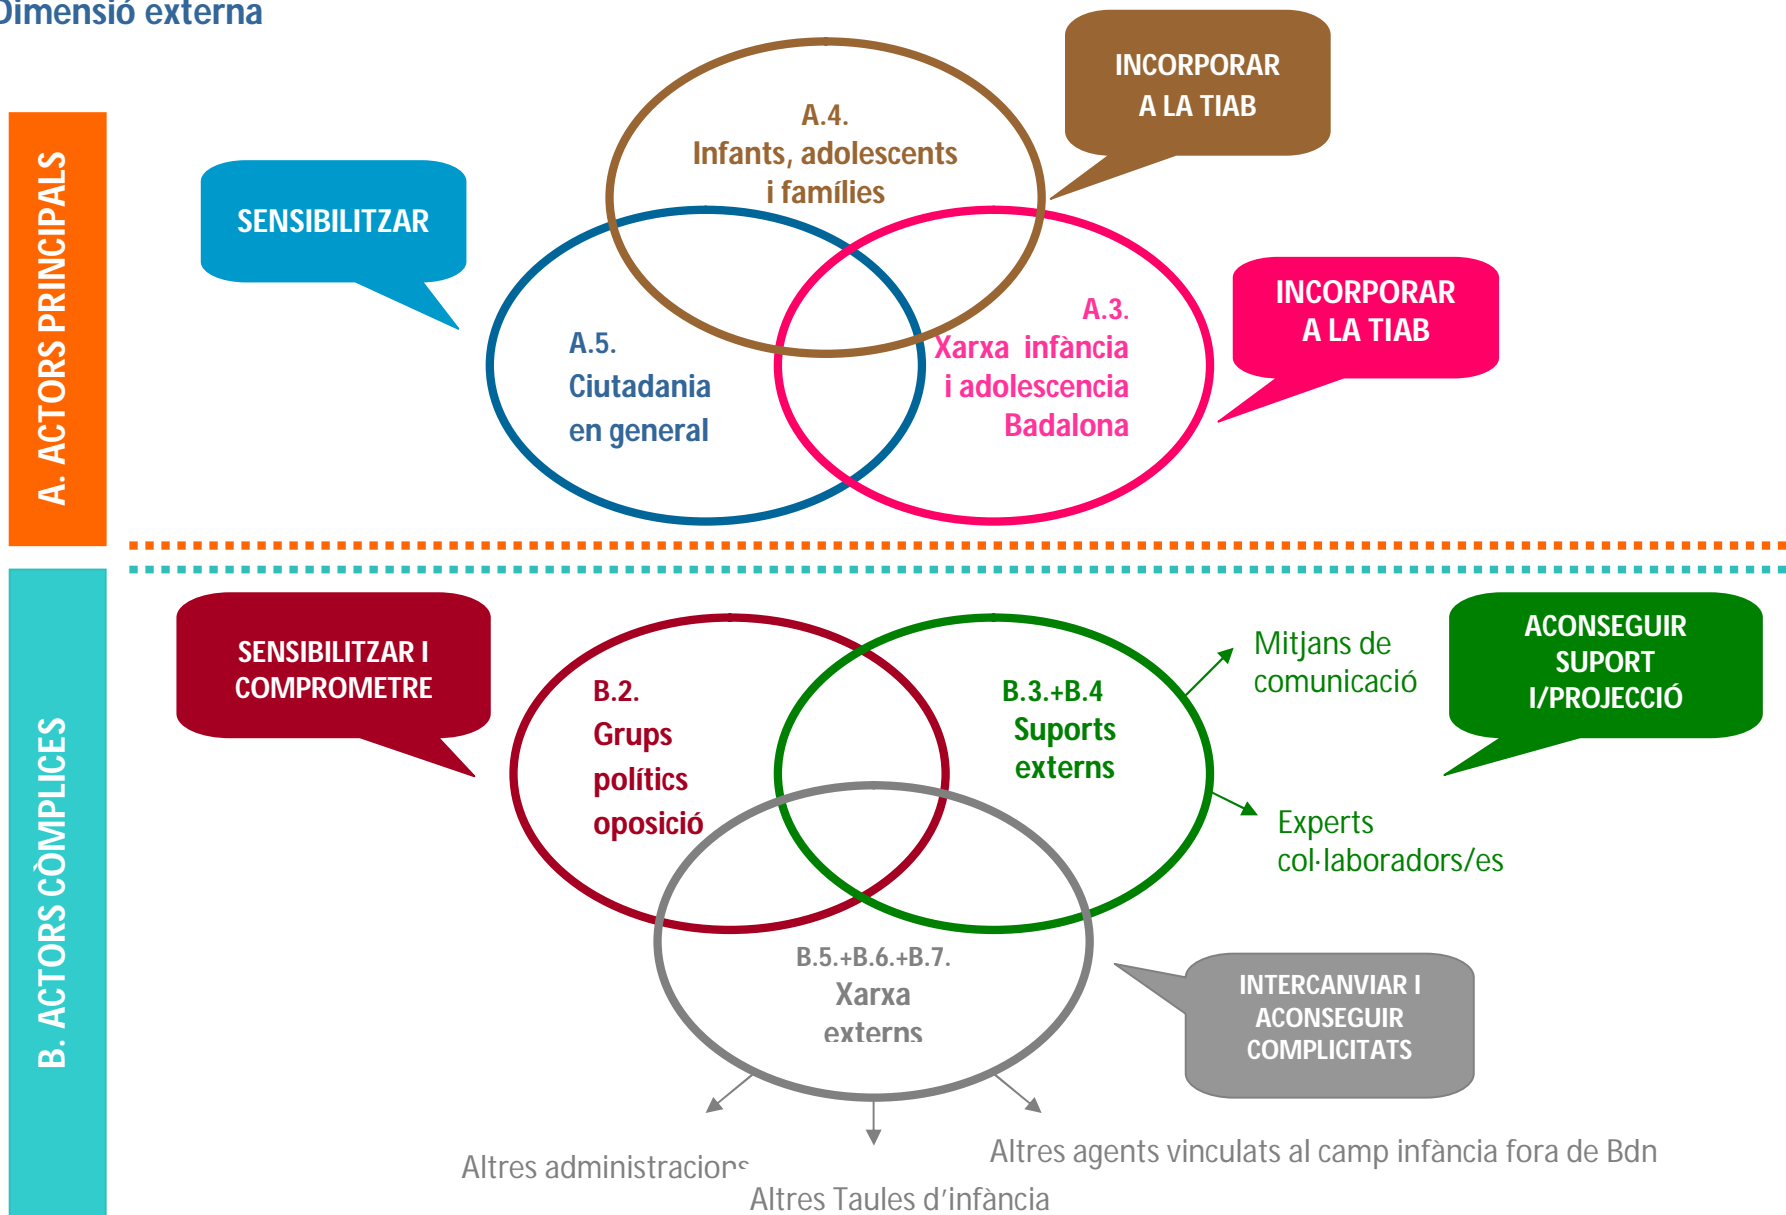 Dimensió externa
INCORPORAR
A LA TIAB
A.4.
Infants, adolescents
i famílies
A. ACTORS PRINCIPALS
SENSIBILITZAR
INCORPORAR
A LA TIAB
A.3.
Xarxa infància
i adolescencia
Badalona
A.5.
Ciutadania
en general
B. ACTORS CÒMPLICES
SENSIBILITZAR I
COMPROMETRE
B.2.
Grups
polítics
oposició
B.3.+B.4
Suports
externs
Mitjans de
comunicació
ACONSEGUIR
SUPORT
I/PROJECCIÓ
Experts
col·laboradors/es
B.5.+B.6.+B.7.
Xarxa
externs
INTERCANVIAR I
ACONSEGUIR
COMPLICITATS
Altres administracions
Altres Taules d'infància
Altres agents vinculats al camp infància fora de Bdn